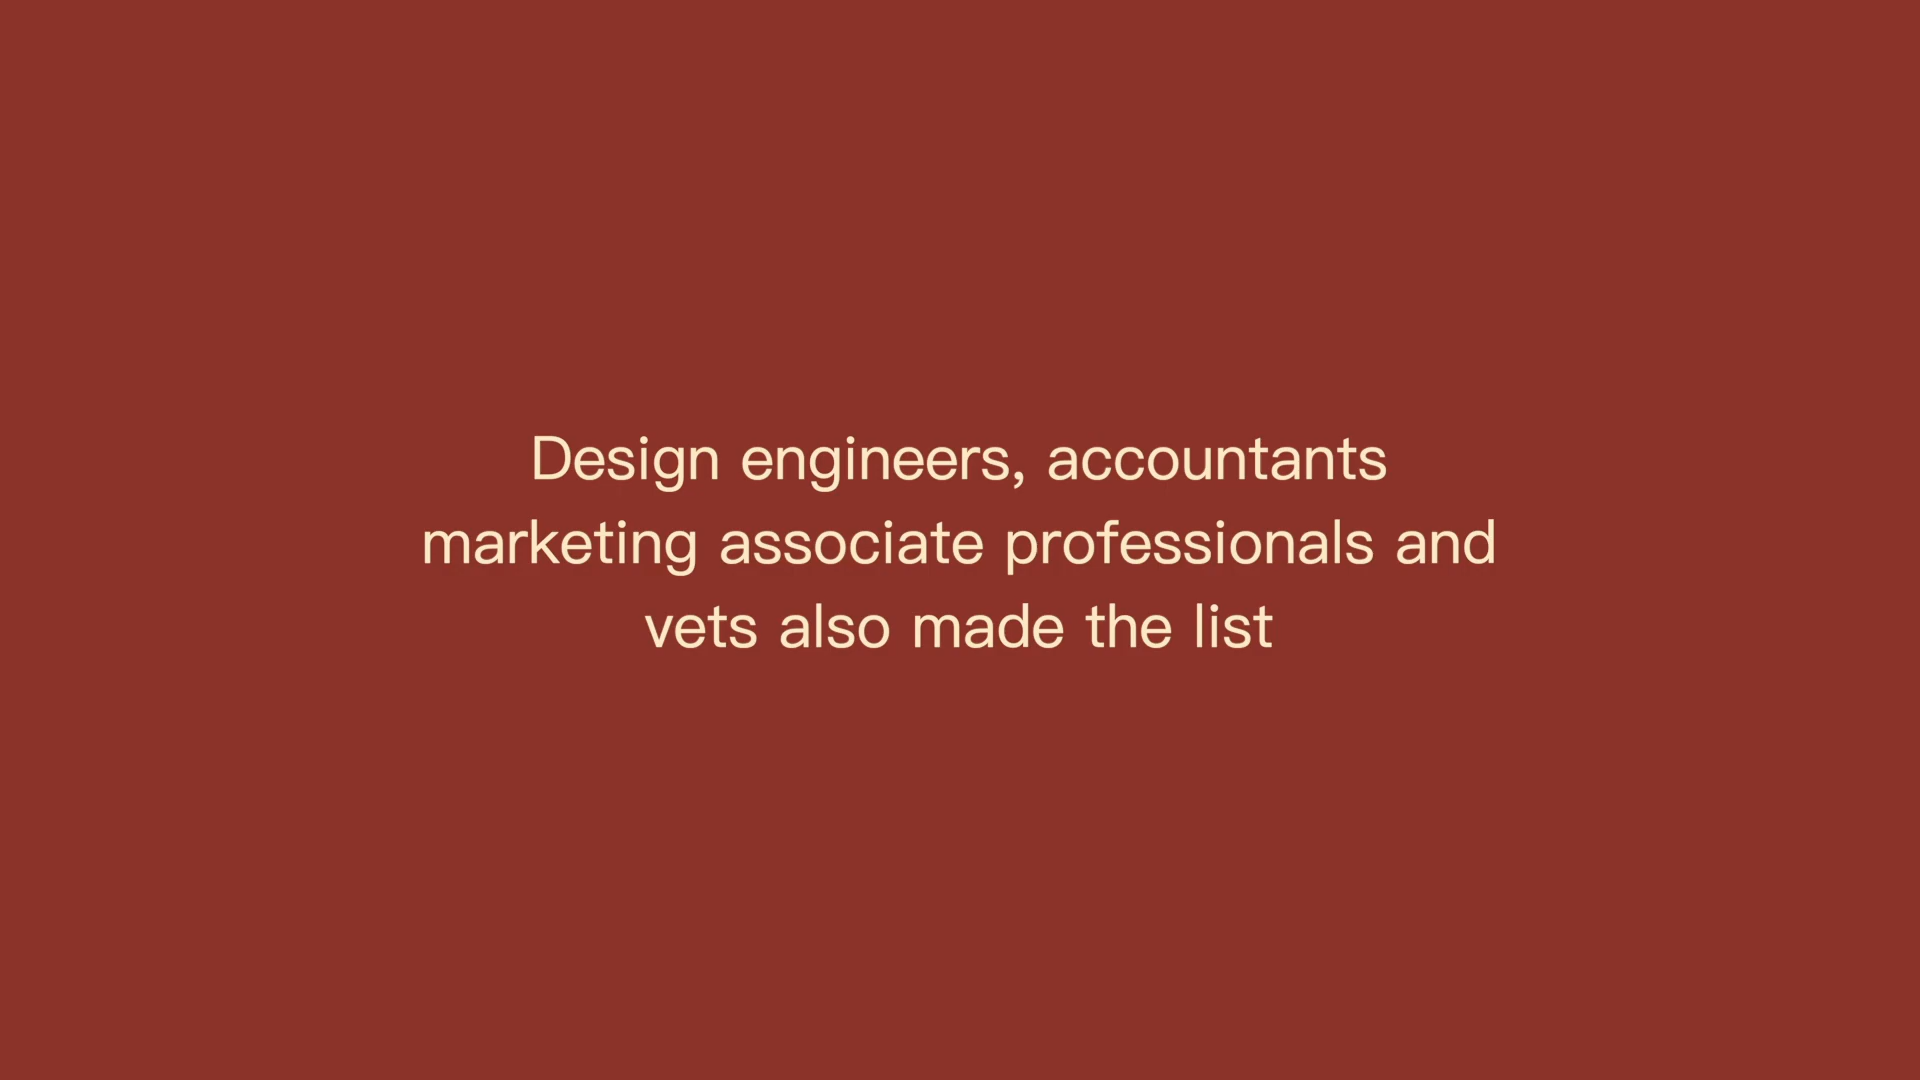 Design engineers, accountants
marketing associate professionals and
vets also made the list